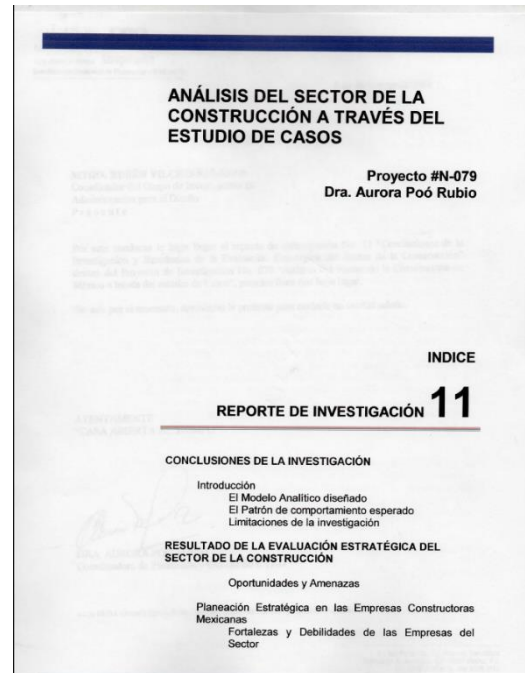 ANÁLISIS DEL SECTOR DE LA
CONSTRUCCIÓN A TRAVÉS DEL
ESTUDIO DE CASOS
Proyecto #N-079
Dra. Aurora Poó Rubio
INDICE
REPORTE DE INVESTIGACIÓN 11
CONCLUSIONES DE LA INVESTIGACIÓN
Introducción
El Modelo Analítico diseñado
El Patrón de comportamiento esperado
Limitaciones de la investigación
RESULTADO DE LA EVALUACIÓN ESTRATÉGICA DEL
SECTOR DE LA CONSTRUCCIÓN
Oportunidades y Amenazas
Planeación Estratégica en las Empresas Constructoras
Mexicanas
Fortalezas y Debilidades de las Empresas del
Sector